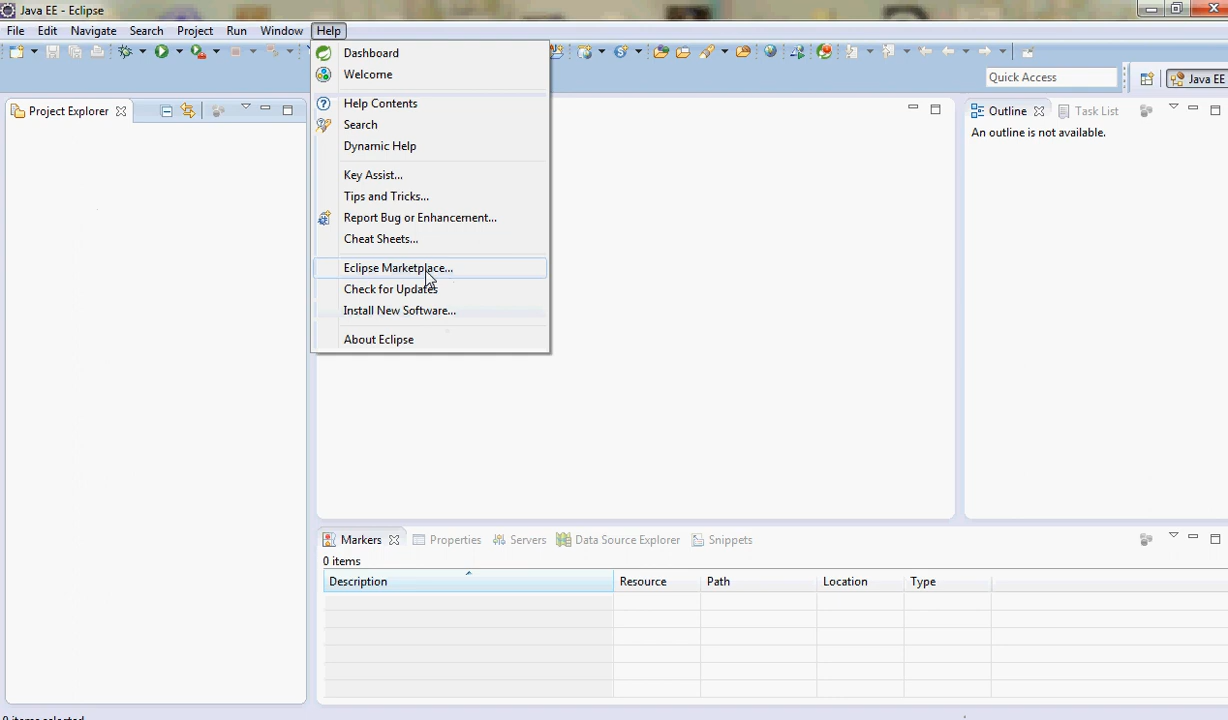 Java EE - Eclipse
File Edit Navigate Search Project Run Window Help
Quick Access
Java EE
Dashboard
Welcome
Help Contents
Search
Dynamic Help
Key Assist...
Tips and Tricks...
Report Bug or Enhancement...
Cheat Sheets...
Eclipse Marketplace...
Check for Updates
Install New Software...
About Eclipse
Project Explorer
Outline Task List
An outline is not available.
Markers Properties Servers Data Source Explorer Snippets
0 items
Description Resource Path Location Type
0 items selected